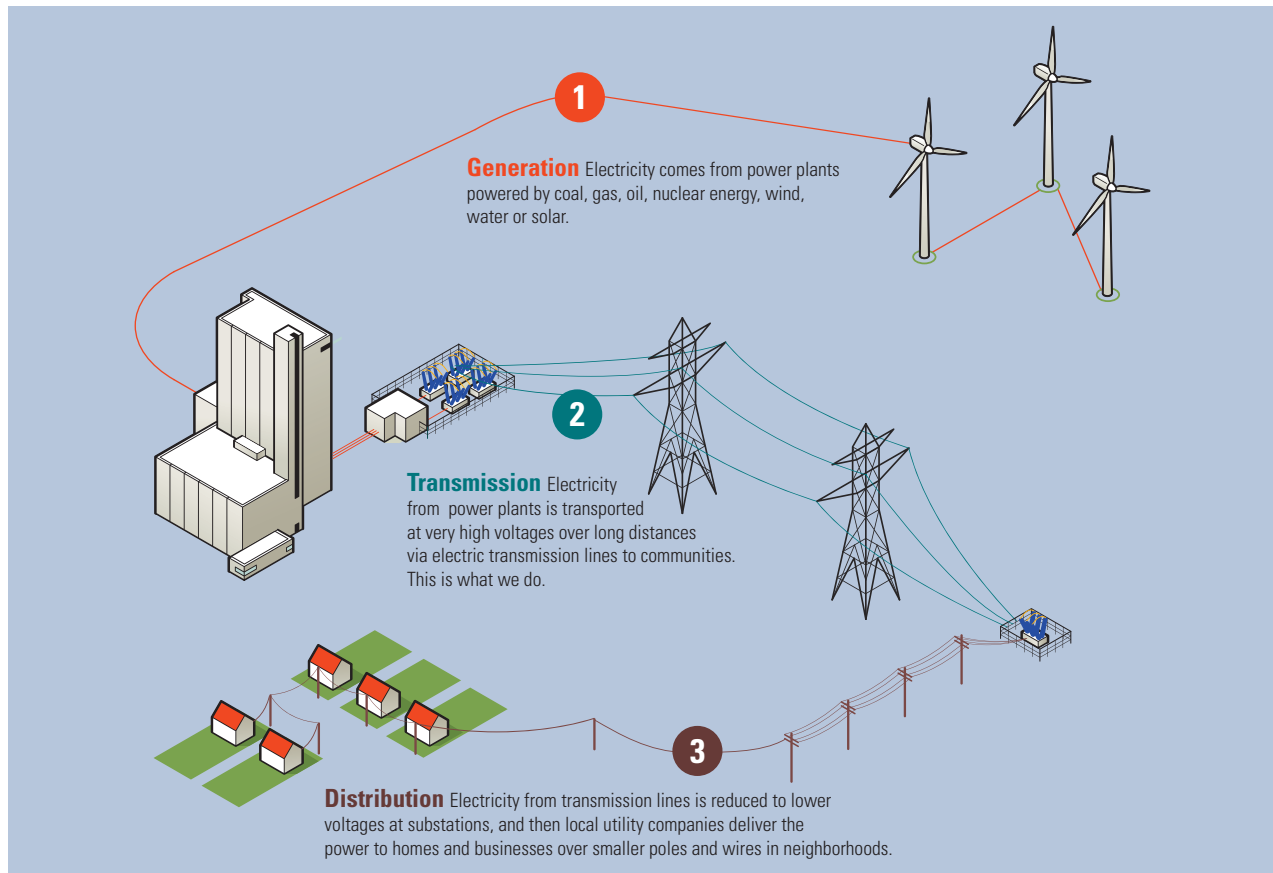 1
Generation Electricity comes from power plants
powered by coal, gas, oil, nuclear energy, wind,
water or solar.
2
Transmission Electricity
from power plants is transported
at very high voltages over long distances
via electric transmission lines to communities.
This is what we do.
3
Distribution Electricity from transmission lines is reduced to lower
voltages at substations, and then local utility companies deliver the
power to homes and businesses over smaller poles and wires in neighborhoods.